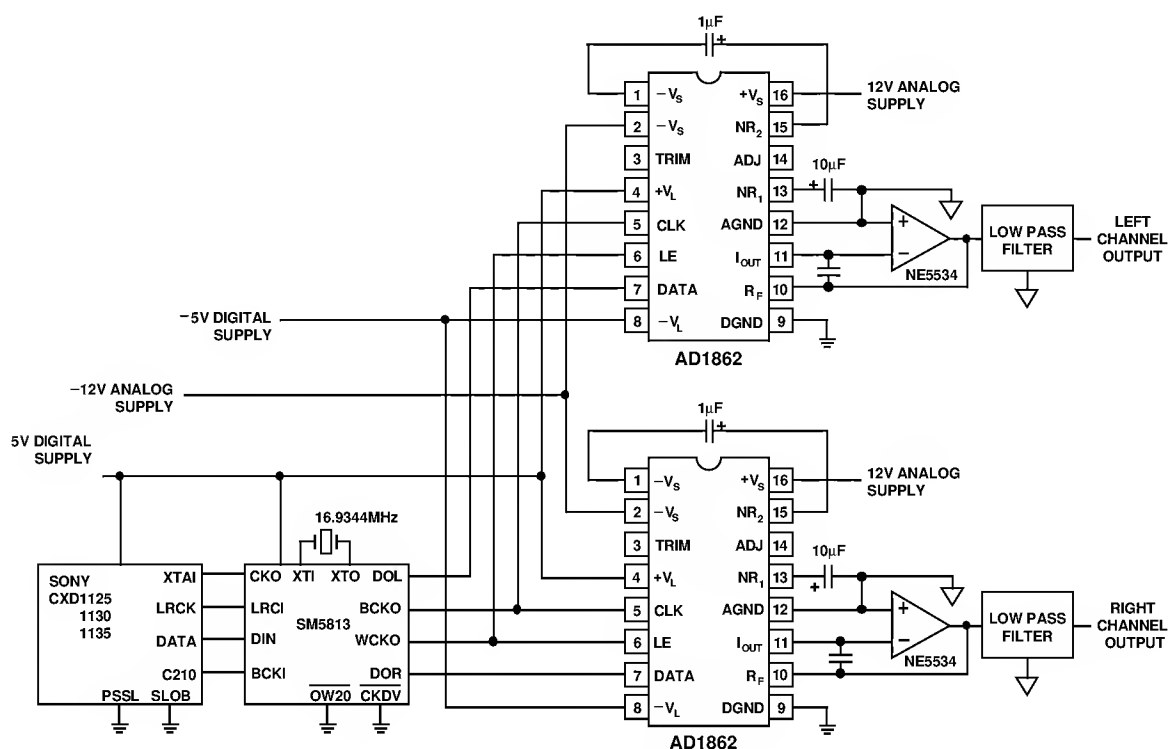 1µF
+
1 –VS +VS 16
2 –VS NR2 15
3 TRIM ADJ 14
4 +VL NR1 13
5 CLK AGND 12
6 LE IOUT 11
7 DATA RF 10
8 –VL DGND 9
AD1862
12V ANALOG
SUPPLY
10µF
+
+
–
NE5534
LOW PASS
FILTER
LEFT
CHANNEL
OUTPUT
–5V DIGITAL
SUPPLY
–12V ANALOG
SUPPLY
5V DIGITAL
SUPPLY
1µF
+
1 –VS +VS 16
2 –VS NR2 15
3 TRIM ADJ 14
4 +VL NR1 13
5 CLK AGND 12
6 LE IOUT 11
7 DATA RF 10
8 –VL DGND 9
AD1862
12V ANALOG
SUPPLY
10µF
+
+
–
NE5534
LOW PASS
FILTER
RIGHT
CHANNEL
OUTPUT
16.9344MHz
SONY
CXD1125
1130
1135
XTAI
LRCK
DATA
C210
PSSL SLOB
CKO XTI XTO DOL
LRCI BCKO
SM5813
DIN WCKO
BCKI DOR
OW20 CKDV